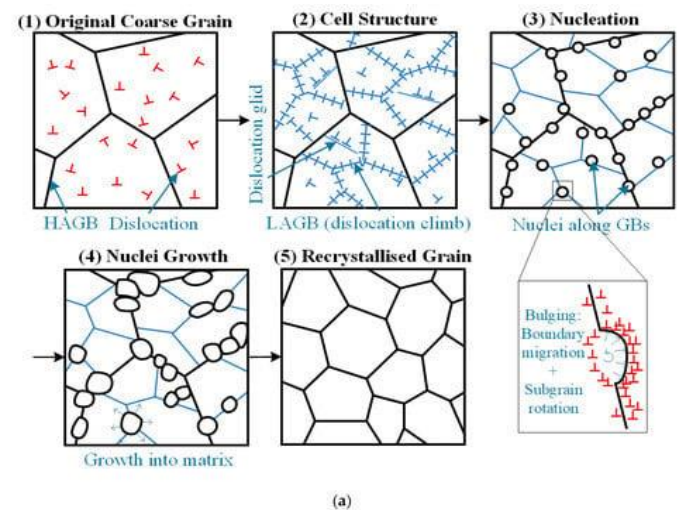 (1) Original Coarse Grain
(2) Cell Structure
(3) Nucleation
Dislocation glid
HAGB Dislocation
LAGB (dislocation climb)
Nuclei along GBs
(4) Nuclei Growth
(5) Recrystallised Grain
Bulging:
Boundary
migration
+
Subgrain
rotation
Growth into matrix
(a)